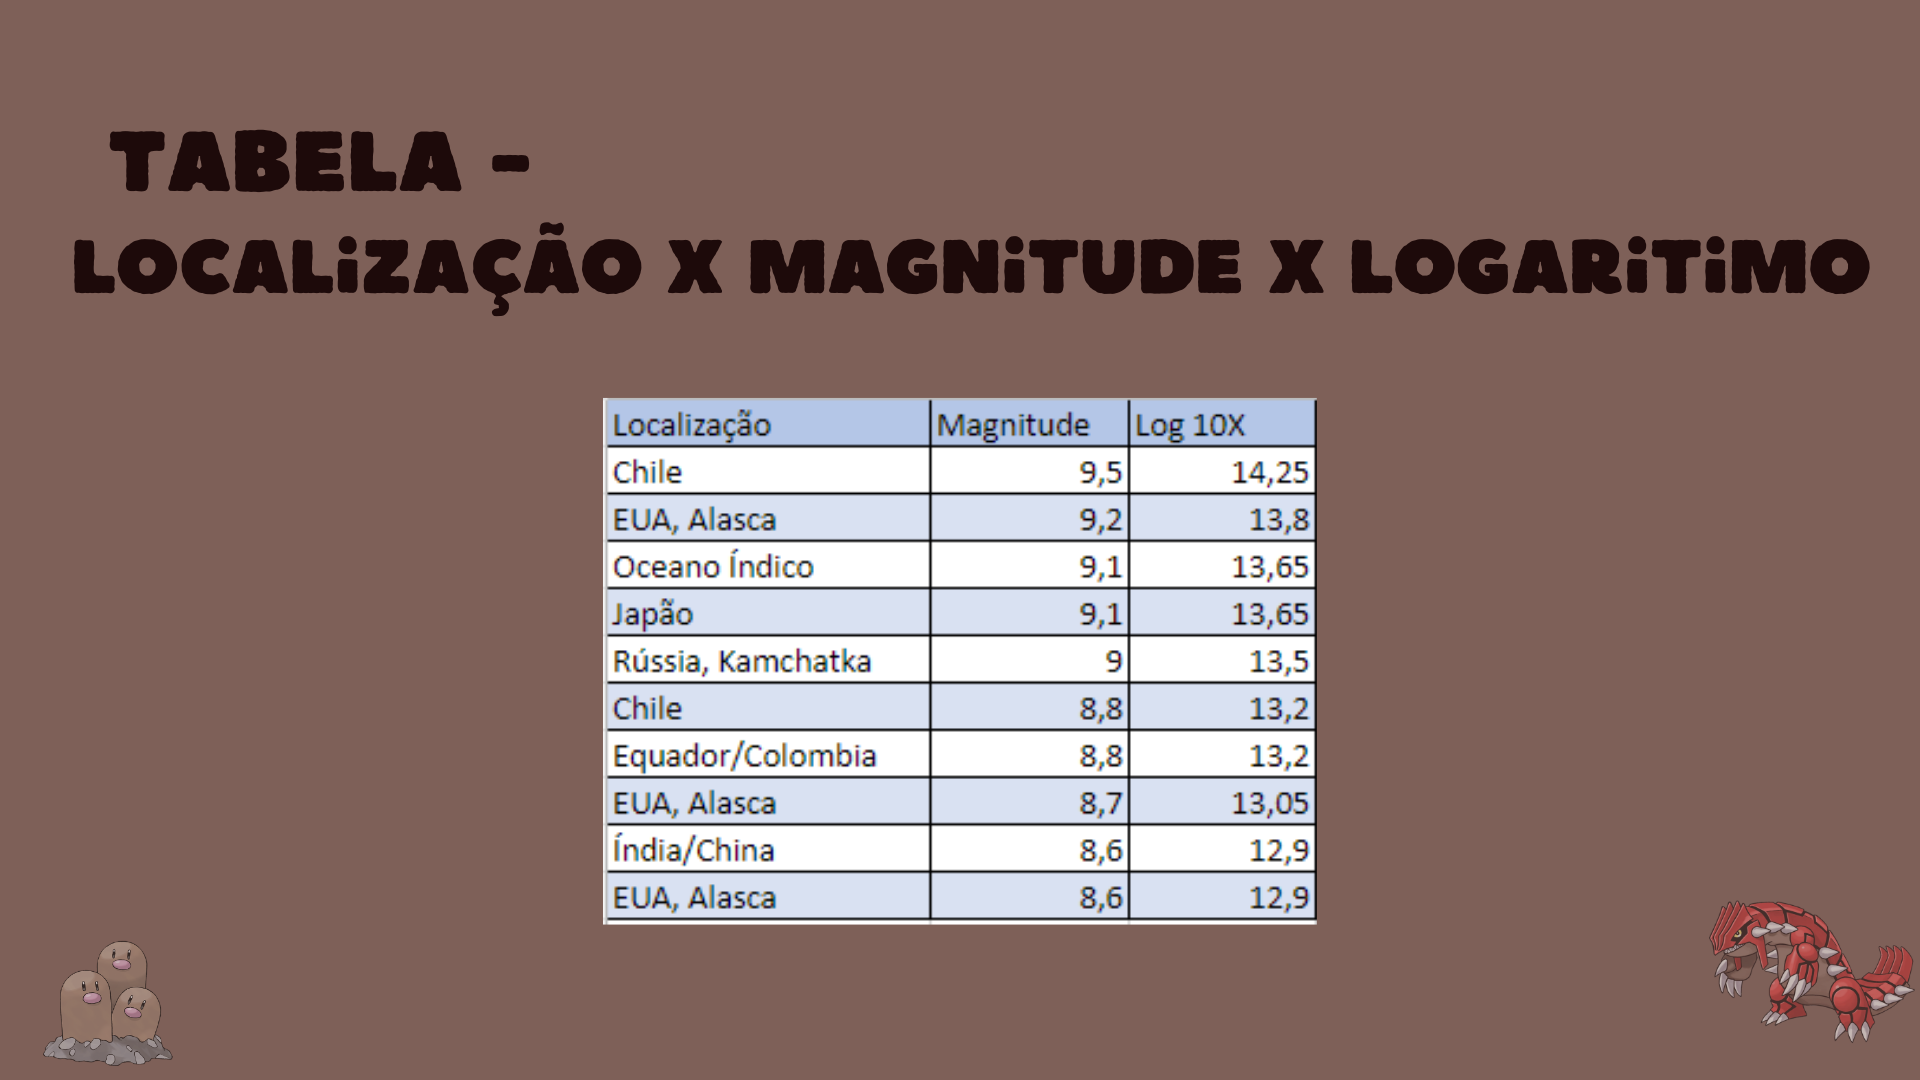 TABELA -
LOCALIZAÇÃO X MAGNITUDE X LOGARITIMO
Localização Magnitude Log 10X
Chile 9,5 14,25
EUA, Alasca 9,2 13,8
Oceano Índico 9,1 13,65
Japão 9,1 13,65
Rússia, Kamchatka 9 13,5
Chile 8,8 13,2
Equador/Colombia 8,8 13,2
EUA, Alasca 8,7 13,05
Índia/China 8,6 12,9
EUA, Alasca 8,6 12,9